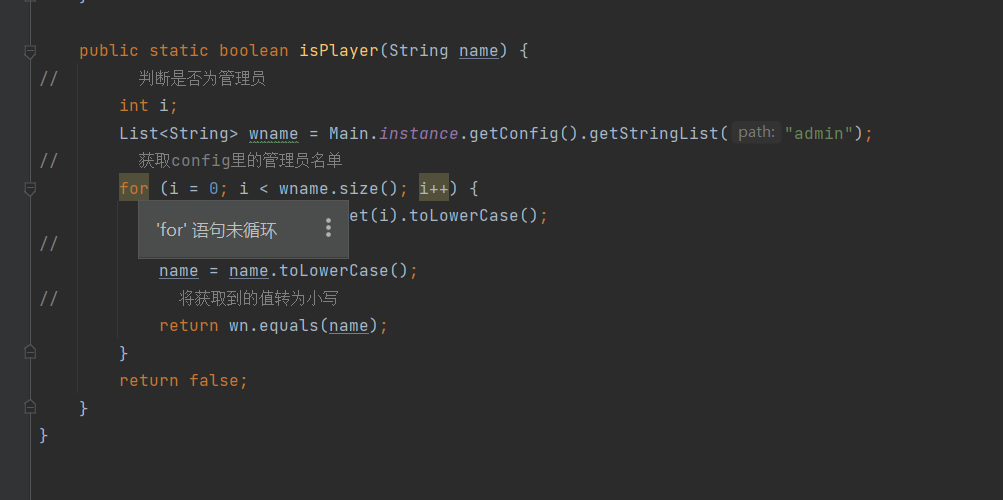 }
public static boolean isPlayer(String name) {
// 判断是否为管理员
int i;
List<String> wname = Main.instance.getConfig().getStringList( path: "admin");
// 获取config里的管理员名单
for (i = 0; i < wname.size(); i++) {
et(i).toLowerCase();
'for' 语句未循环
//
name = name.toLowerCase();
// 将获取到的值转为小写
return wn.equals(name);
}
return false;
}
}